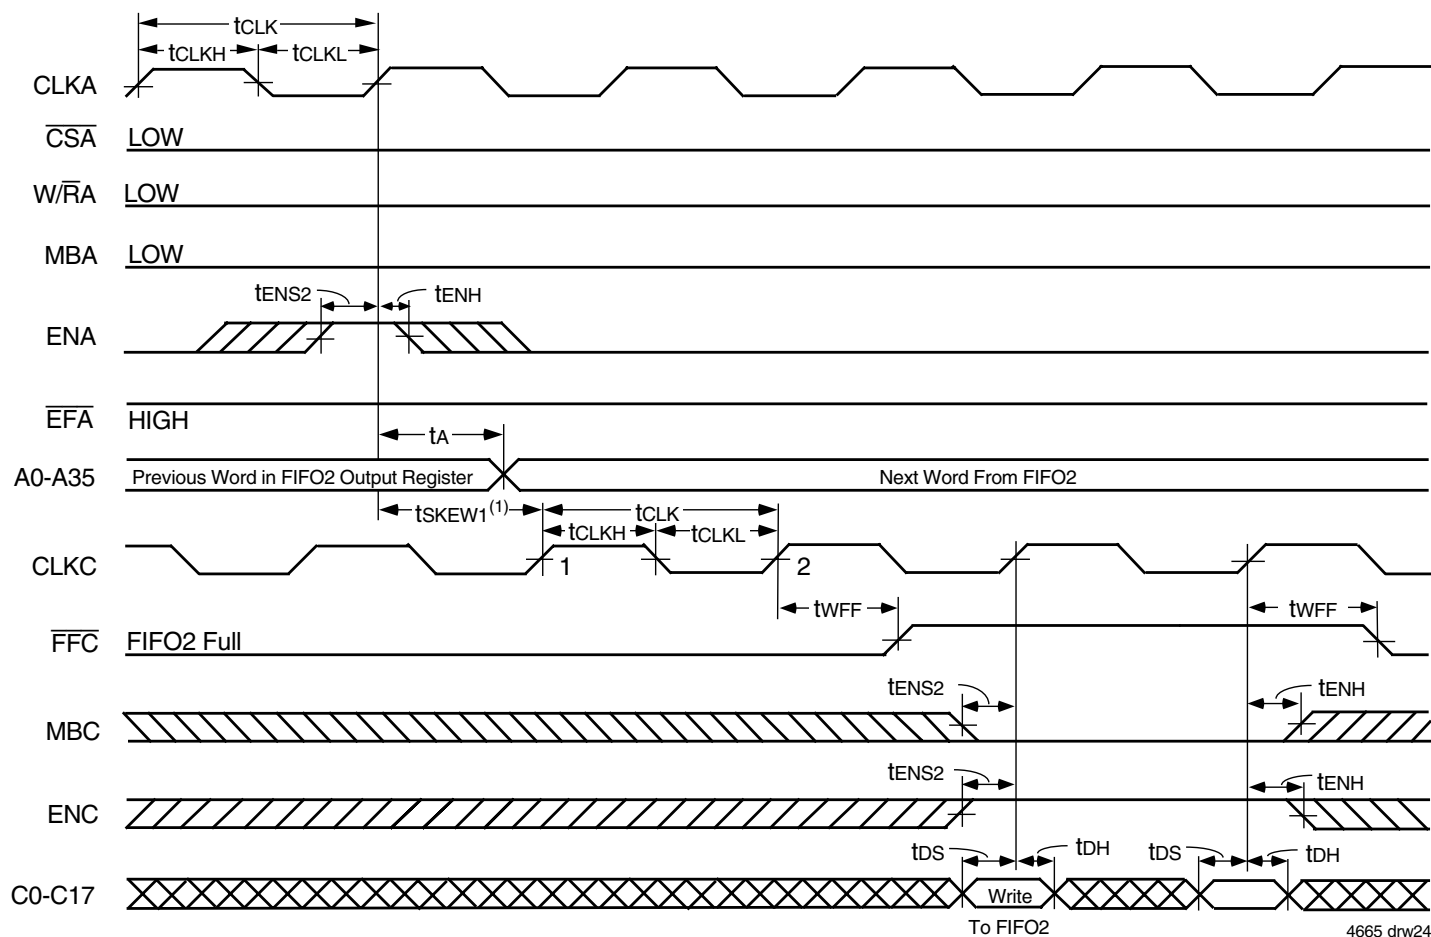 tCLK
tCLKH tCLKL
CLKA
CSA LOW
W/RA LOW
MBA LOW
tENS2 tENH
ENA
EFA HIGH
tA
A0-A35 Previous Word in FIFO2 Output Register Next Word From FIFO2
tSKEW1(1) tCLK
tCLKH tCLKL
CLKC 1 2
tWFF tWFF
FFC FIFO2 Full
tENS2 tENH
MBC
tENS2 tENH
ENC
tDS tDH tDS tDH
C0-C17 Write
To FIFO2
4665 drw24